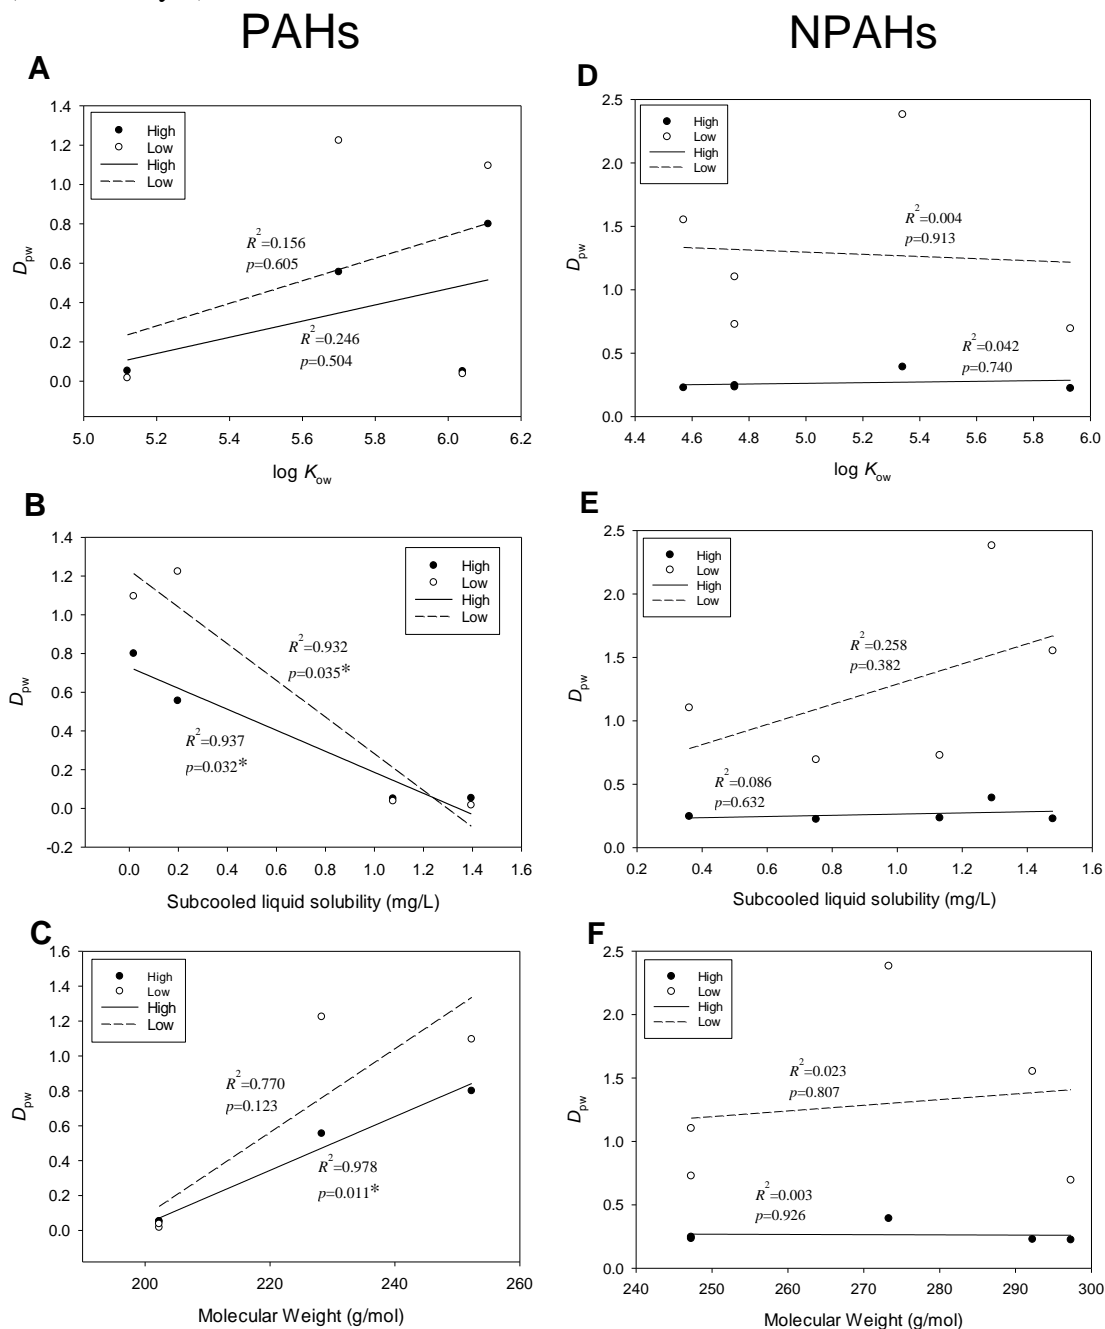 PAHs
NPAHs
A
1.4
1.2
1.0
0.8
0.6
0.4
0.2
0.0
D_pw
High
Low
High
Low
R²=0.156
p=0.605
R²=0.246
p=0.504
5.0 5.2 5.4 5.6 5.8 6.0 6.2
log K_ow
D
2.5
2.0
1.5
1.0
0.5
0.0
D_pw
High
Low
High
Low
R²=0.004
p=0.913
R²=0.042
p=0.740
4.4 4.6 4.8 5.0 5.2 5.4 5.6 5.8 6.0
log K_ow
B
1.4
1.2
1.0
0.8
0.6
0.4
0.2
0.0
-0.2
D_pw
High
Low
High
Low
R²=0.932
p=0.035*
R²=0.937
p=0.032*
0.0 0.2 0.4 0.6 0.8 1.0 1.2 1.4 1.6
Subcooled liquid solubility (mg/L)
E
2.5
2.0
1.5
1.0
0.5
0.0
D_pw
High
Low
High
Low
R²=0.258
p=0.382
R²=0.086
p=0.632
0.2 0.4 0.6 0.8 1.0 1.2 1.4 1.6
Subcooled liquid solubility (mg/L)
C
1.6
1.4
1.2
1.0
0.8
0.6
0.4
0.2
0.0
D_pw
High
Low
High
Low
R²=0.770
p=0.123
R²=0.978
p=0.011*
200 220 240 260
Molecular Weight (g/mol)
F
2.5
2.0
1.5
1.0
0.5
0.0
D_pw
High
Low
High
Low
R²=0.023
p=0.807
R²=0.003
p=0.926
240 250 260 270 280 290 300
Molecular Weight (g/mol)